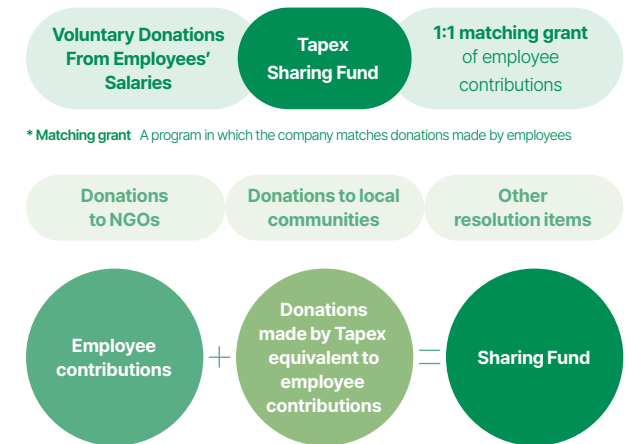 Voluntary Donations
From Employees'
Salaries
Tapex
Sharing Fund
1:1 matching grant
of employee
contributions
* Matching grant A program in which the company matches donations made by employees
Donations
to NGOs
Donations to local
communities
Other
resolution items
Employee
contributions
+
Donations
made by Tapex
equivalent to
employee
contributions
=
Sharing Fund